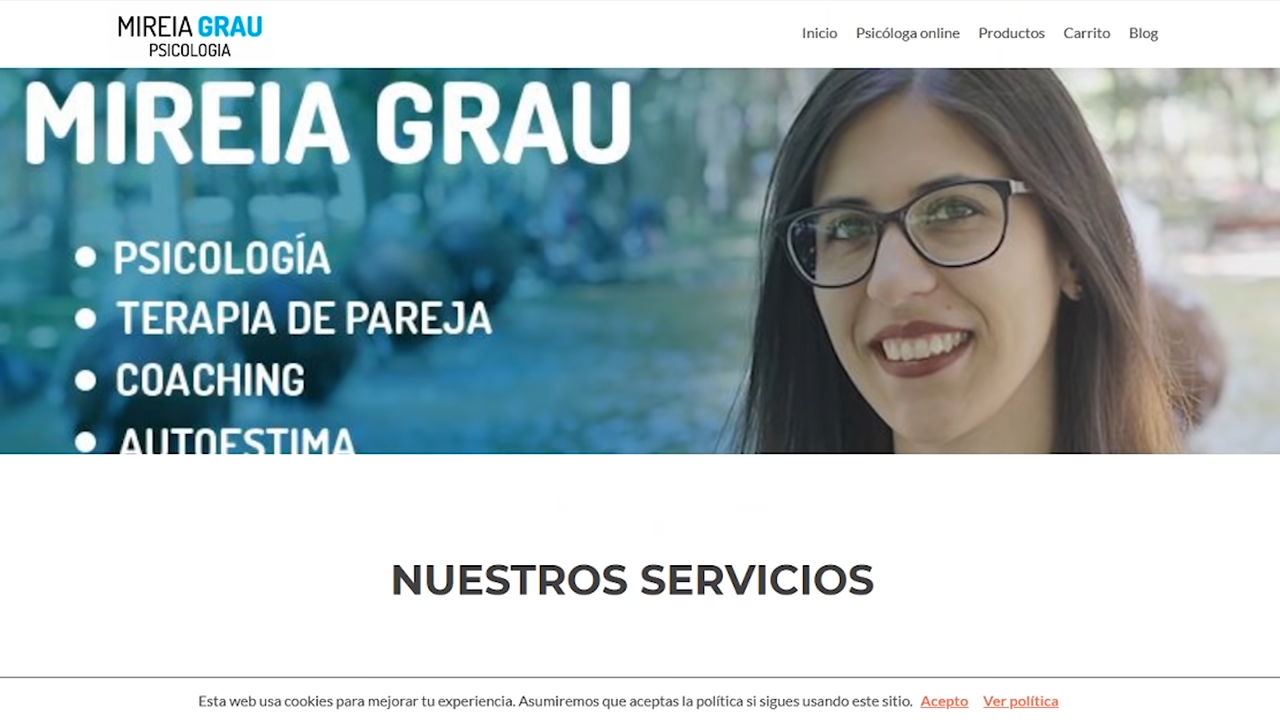 MIREIA GRAU
PSICOLOGIA
Inicio Psicóloga online Productos Carrito Blog
MIREIA GRAU
• PSICOLOGÍA
• TERAPIA DE PAREJA
• COACHING
• AUTOESTIMA
NUESTROS SERVICIOS
Esta web usa cookies para mejorar tu experiencia. Asumiremos que aceptas la política si sigues usando este sitio. Acepto Ver política